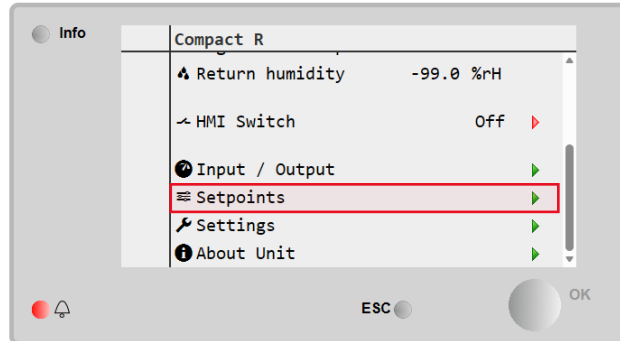 Info
Compact R
Return humidity -99.0 %rH
HMI Switch Off
Input / Output
Setpoints
Settings
About Unit
ESC
OK